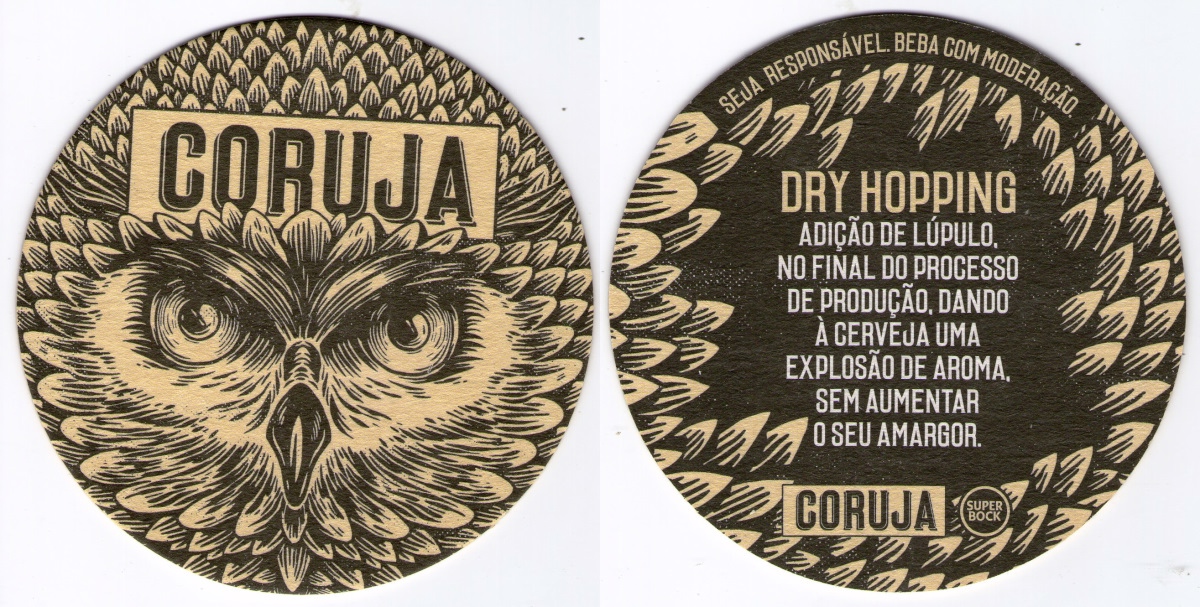 CORUJA
SEJA RESPONSÁVEL. BEBA COM MODERAÇÃO.
DRY HOPPING
ADIÇÃO DE LÚPULO,
NO FINAL DO PROCESSO
DE PRODUÇÃO, DANDO
À CERVEJA UMA
EXPLOSÃO DE AROMA,
SEM AUMENTAR
O SEU AMARGOR.
CORUJA
SUPER
BOCK